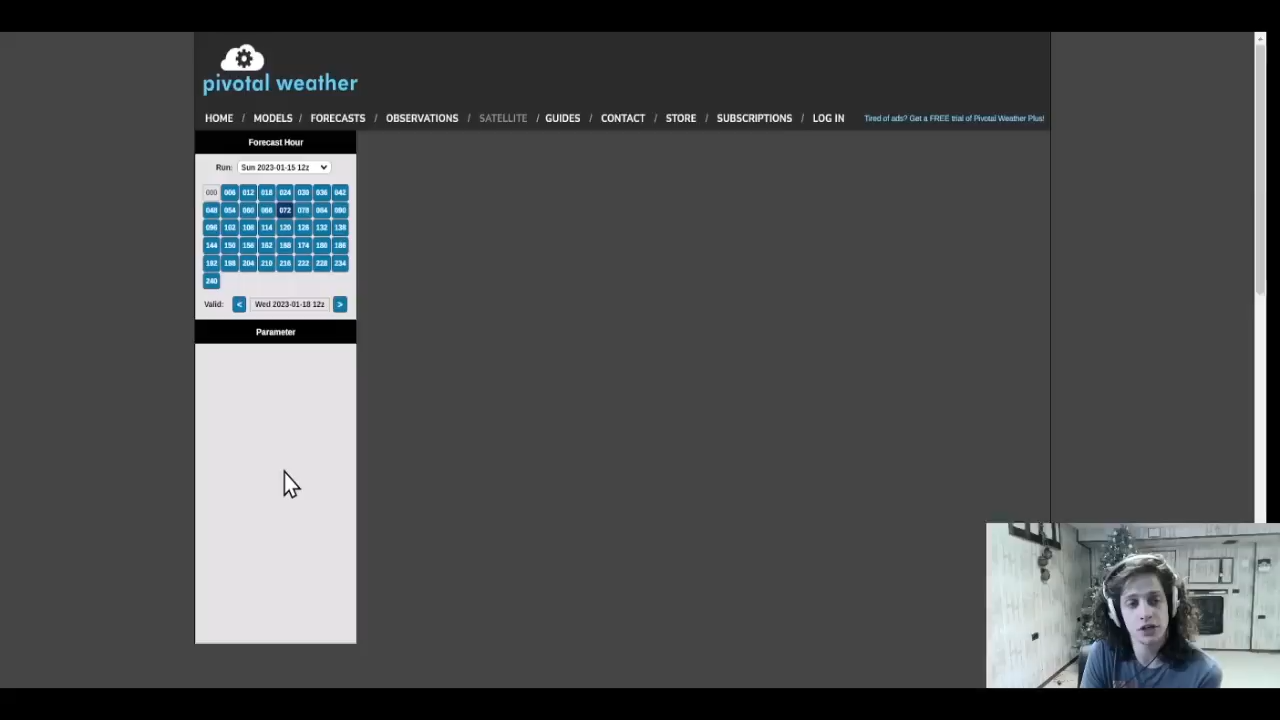 pivotal weather
HOME / MODELS / FORECASTS / OBSERVATIONS / SATELLITE / GUIDES / CONTACT / STORE / SUBSCRIPTIONS / LOG IN Tired of ads? Get a FREE trial of Pivotal Weather Plus!
Forecast Hour
Run: Sun 2023-01-15 12z
000 006 012 018 024 030 036 042
048 054 060 066 072 078 084 090
096 102 108 114 120 126 132 138
144 150 156 162 168 174 180 186
192 198 204 210 216 222 228 234
240
Valid: < Wed 2023-01-18 12z >
Parameter